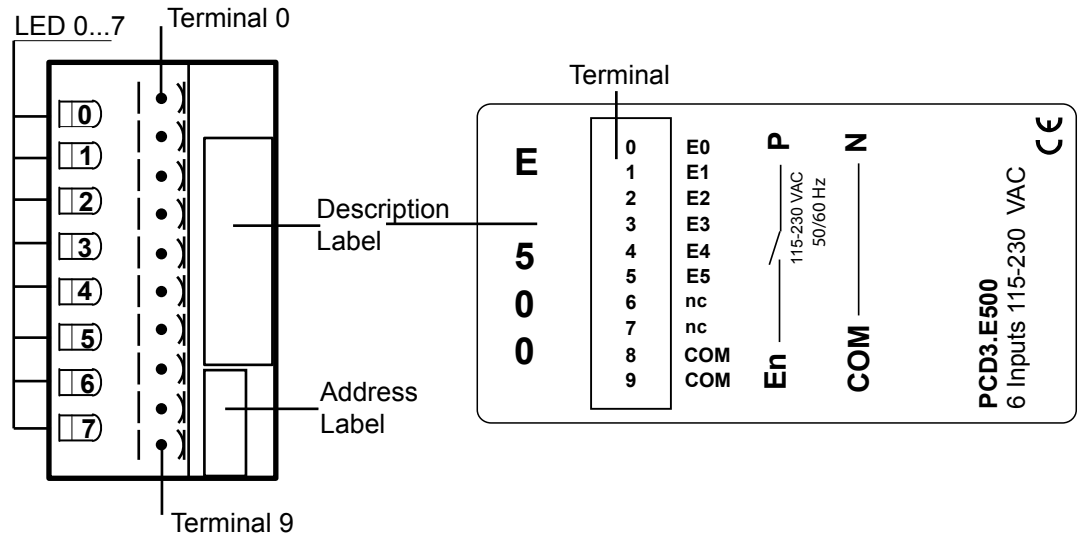 LED 0...7
Terminal 0
0
1
2
3
4
5
6
7
Description
Label
Address
Label
Terminal 9
Terminal
E
5
0
0
0 E0
1 E1
2 E2
3 E3
4 E4
5 E5
6 nc
7 nc
8 COM
9 COM
En P
115-230 VAC
50/60 Hz
COM N
PCD3.E500
6 Inputs 115-230 VAC
CE